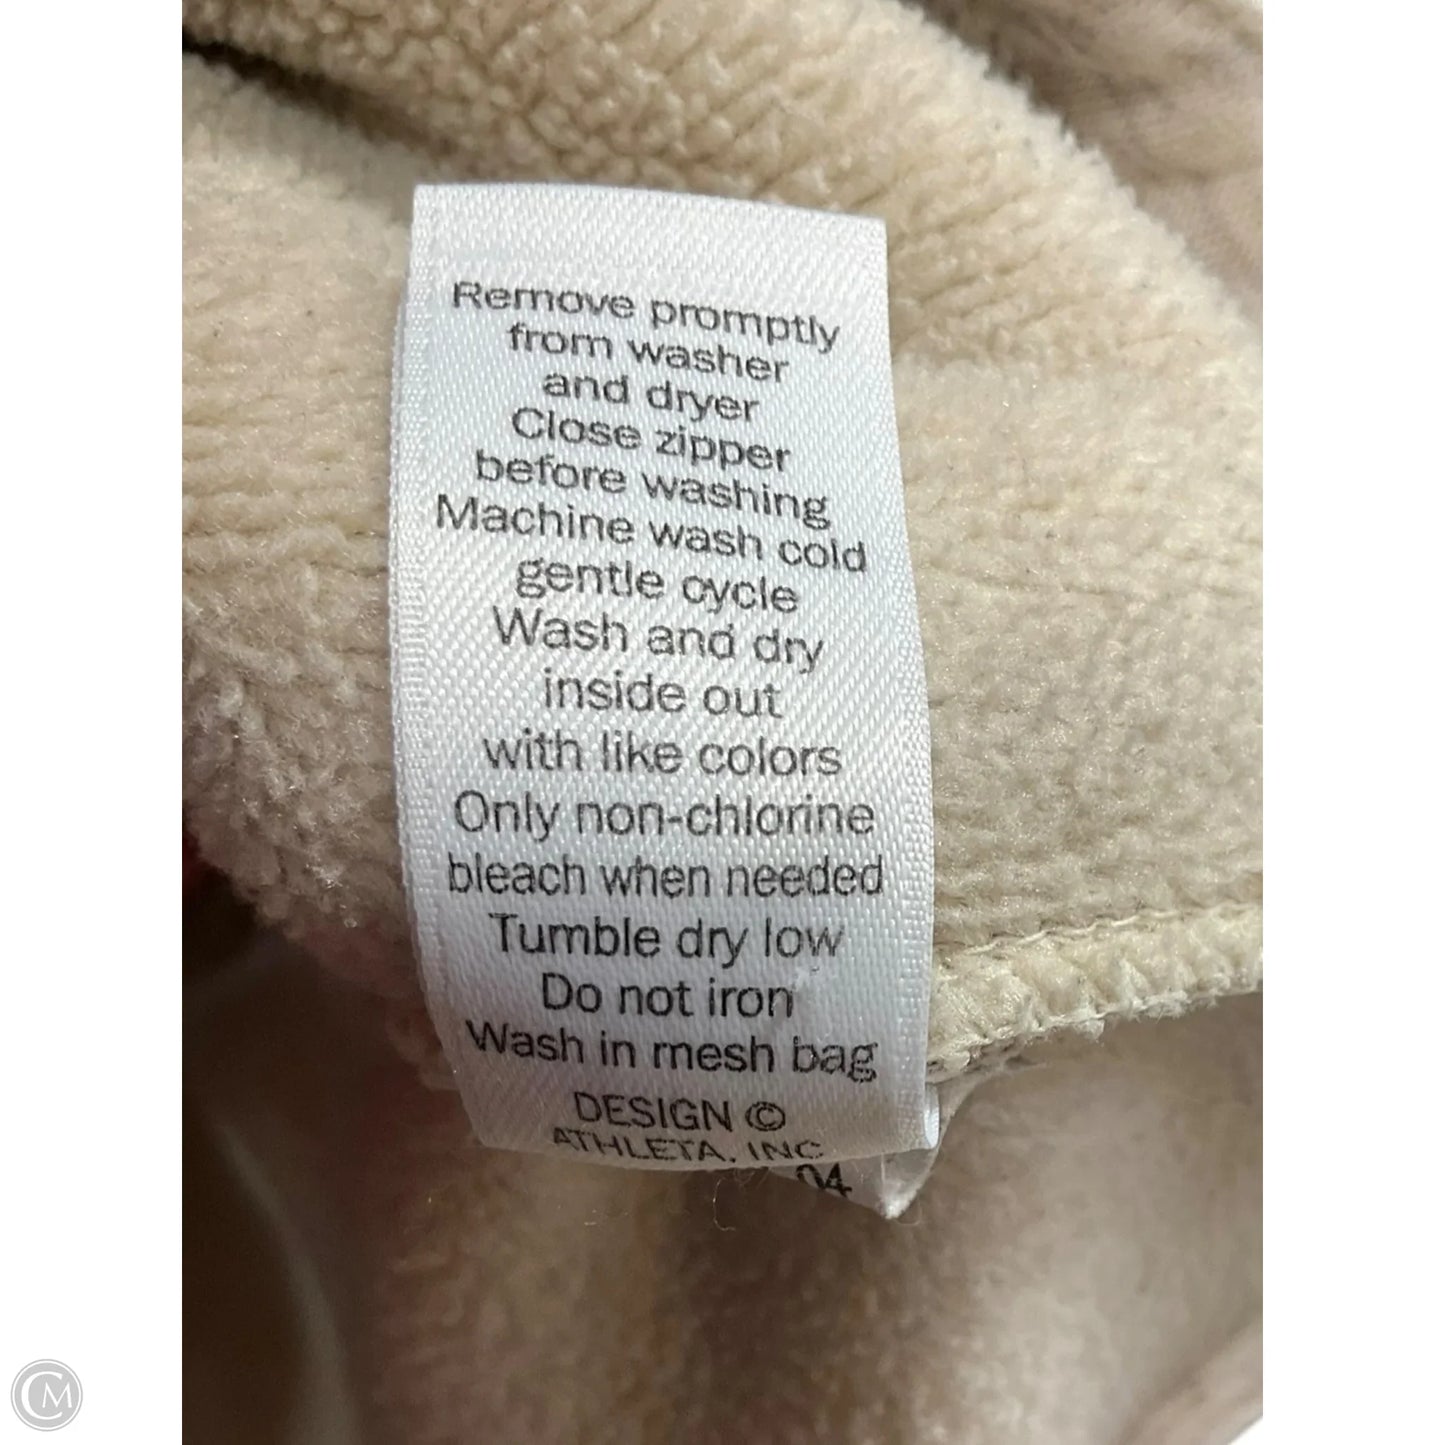 Remove promptly
from washer
and dryer
Close zipper
before washing
Machine wash cold
gentle cycle
Wash and dry
inside out
with like colors
Only non-chlorine
bleach when needed
Tumble dry low
Do not iron
Wash in mesh bag
DESIGN ©
ATHLETA, INC
04
CM